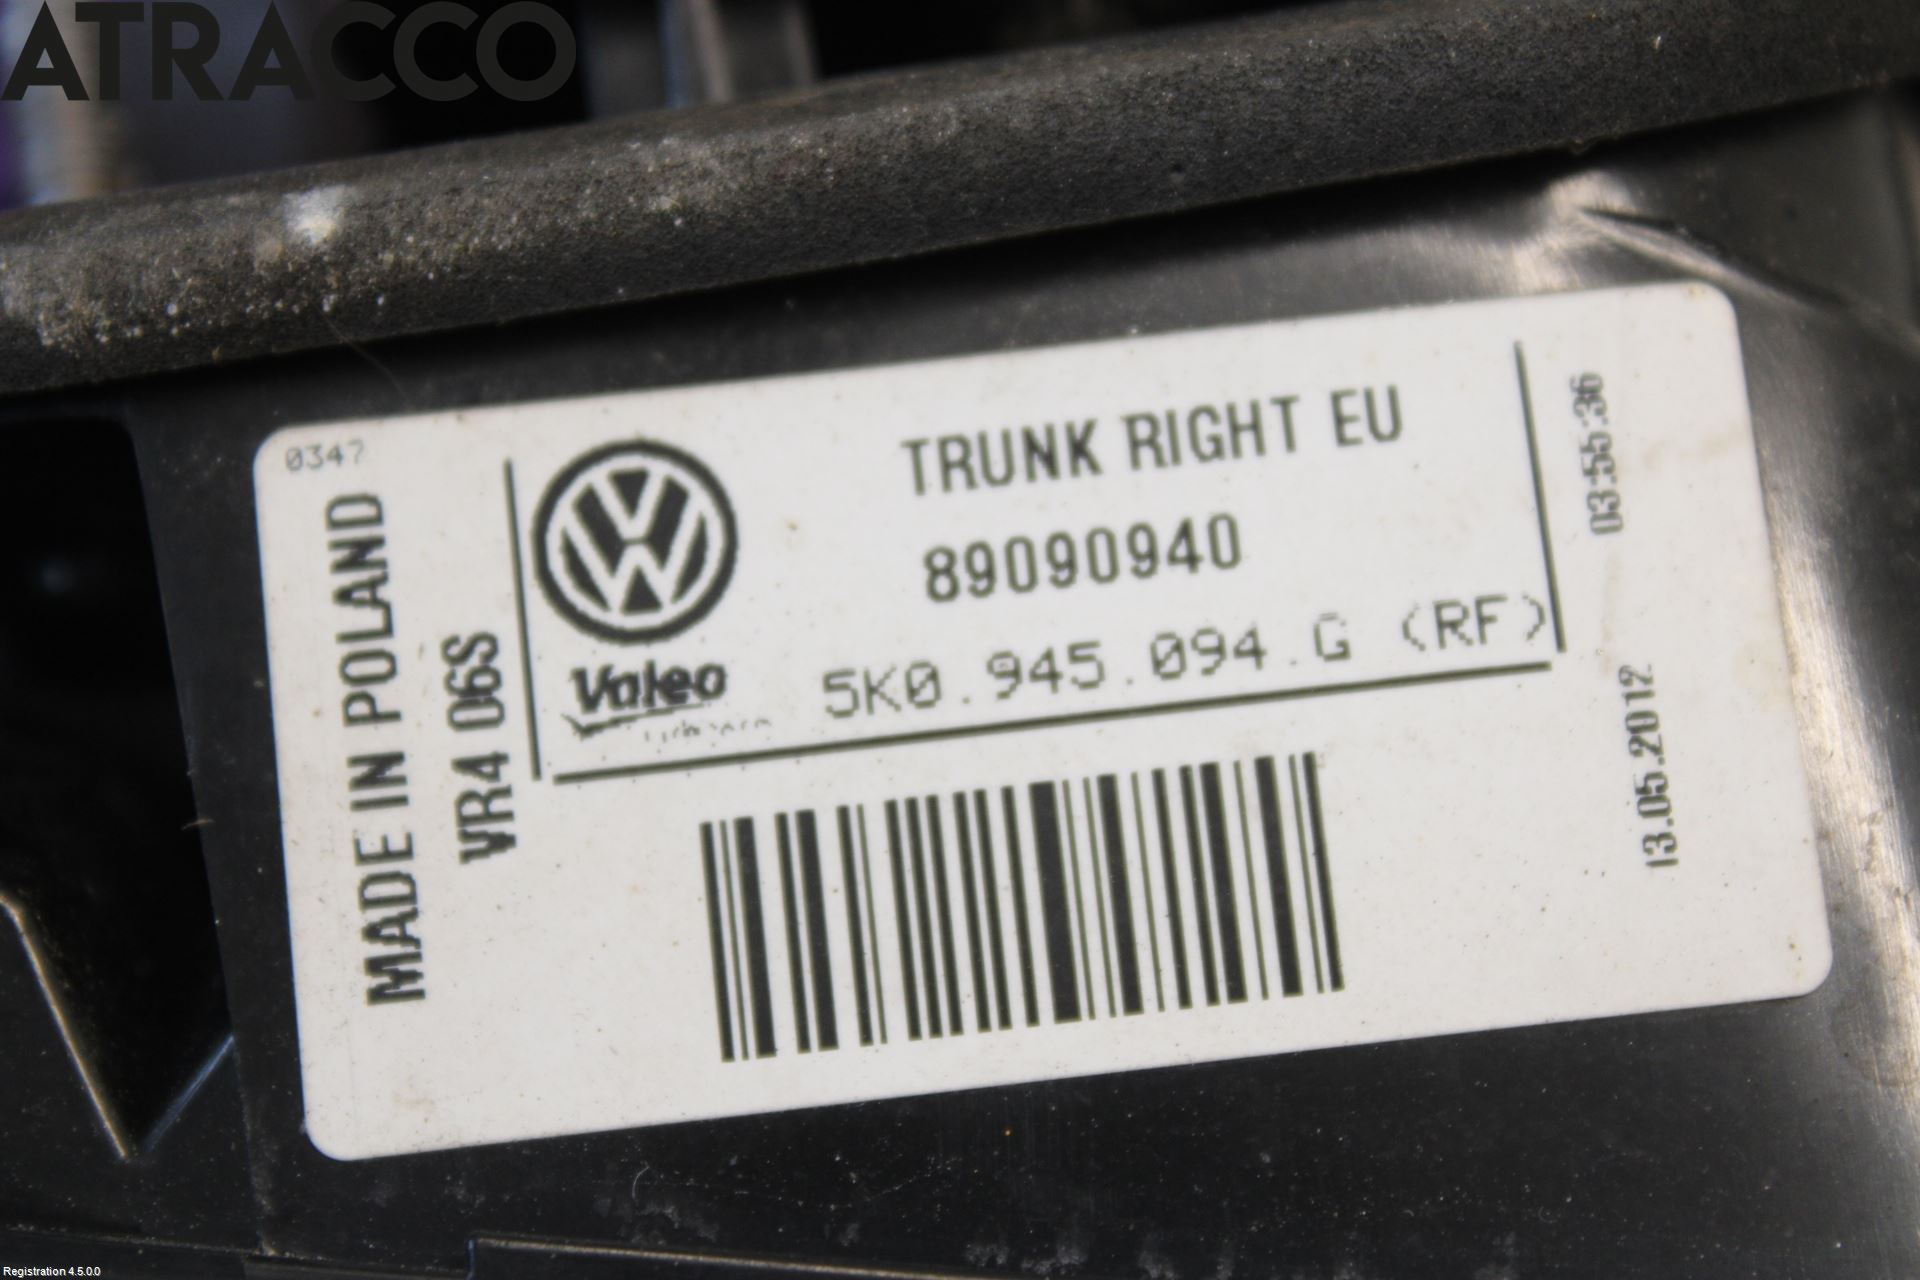 ATRACCO
0347
MADE IN POLAND
VR4 06S
Valeo
TRUNK RIGHT EU
89090940
5K0.945.094.G (RF)
03:55:36
13.05.2012
Registration 4.5.0.0